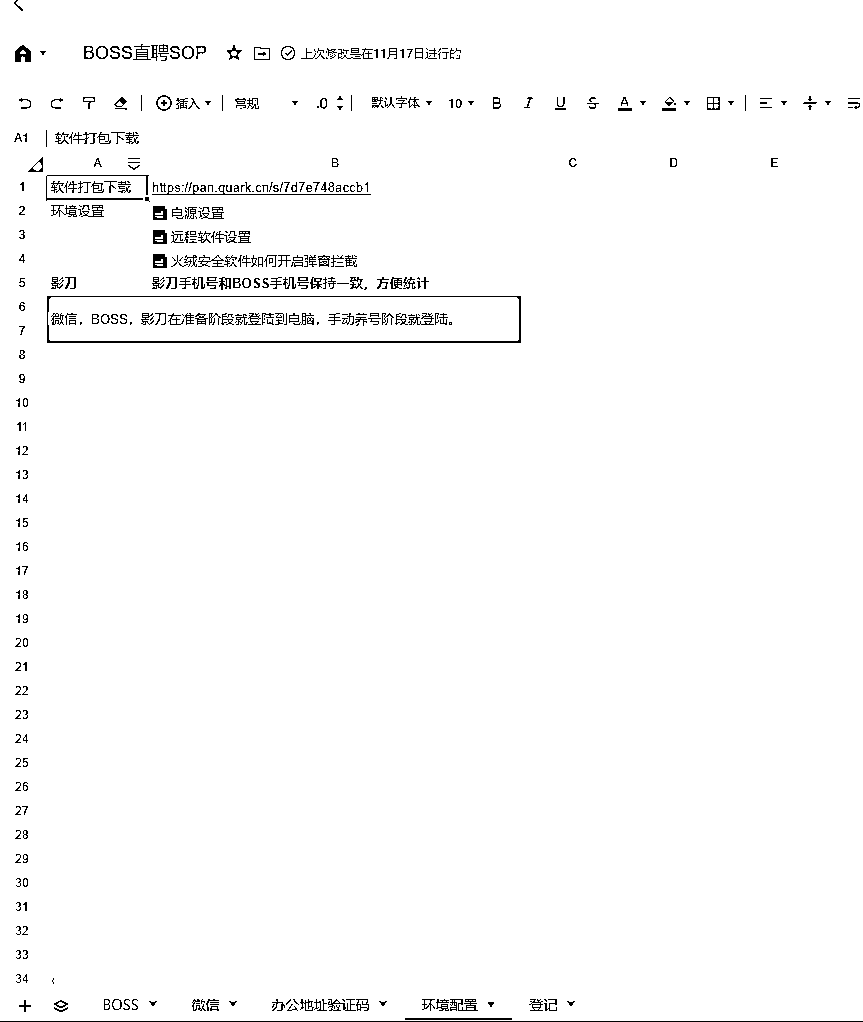 BOSS直聘SOP 上次修改是在11月17日进行的
插入 常规 .0 默认字体 10 B I U S A
A1 软件打包下载
A B C D E
1 软件打包下载 https://pan.quark.cn/s/7d7e748accb1
2 环境设置 电源设置
3 远程软件设置
4 火绒安全软件如何开启弹窗拦截
5 影刀 影刀手机号和BOSS手机号保持一致，方便统计
6
微信，BOSS，影刀在准备阶段就登陆到电脑，手动养号阶段就登陆。
7
8
9
10
11
12
13
14
15
16
17
18
19
20
21
22
23
24
25
26
27
28
29
30
31
32
33
34
BOSS 微信 办公地址验证码 环境配置 登记